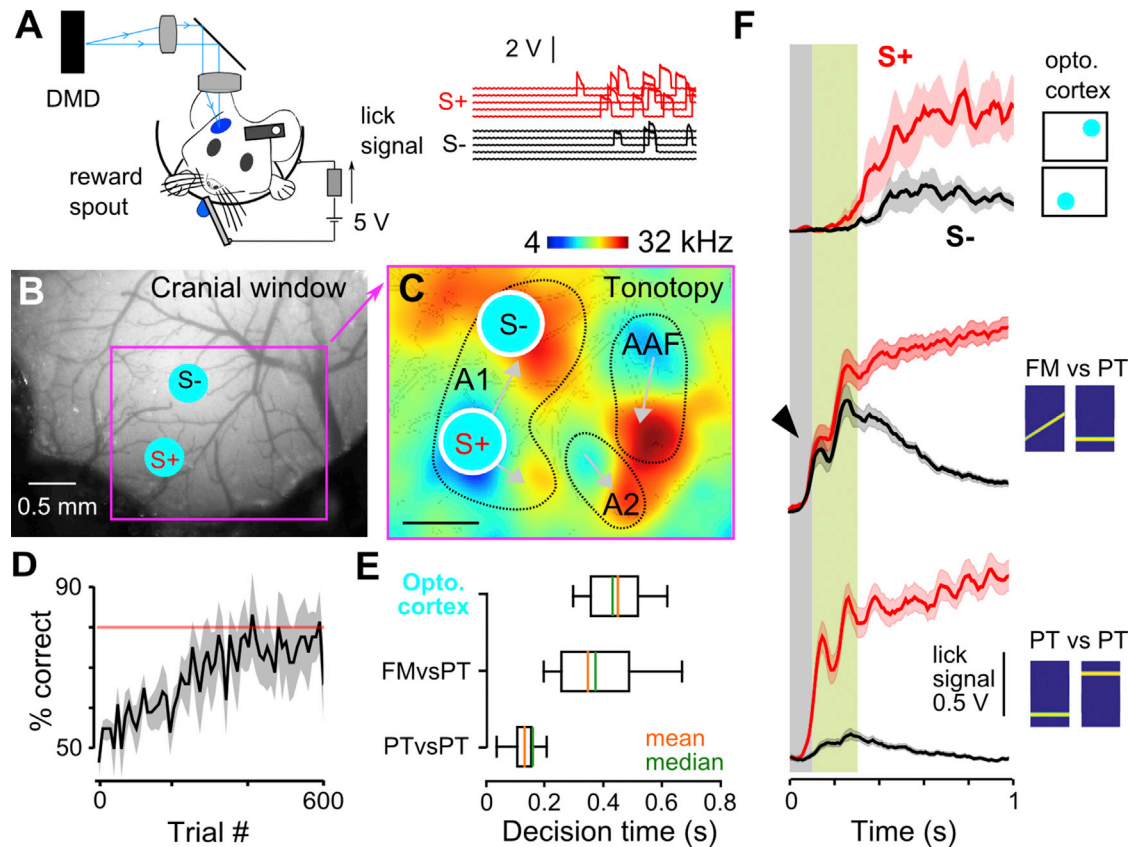 A
DMD
reward
spout
lick
signal
5 V
2 V
S+
S-
B
Cranial window
S-
S+
0.5 mm
4 32 kHz
C
Tonotopy
S-
AAF
A1
S+
A2
D
90
% correct
50
0 600
Trial #
E
Opto.
cortex
FMvsPT
PTvsPT
mean
median
0 0.2 0.4 0.6 0.8
Decision time (s)
F
S+
S-
opto.
cortex
FM vs PT
PT vs PT
lick
signal
0.5 V
0 1
Time (s)